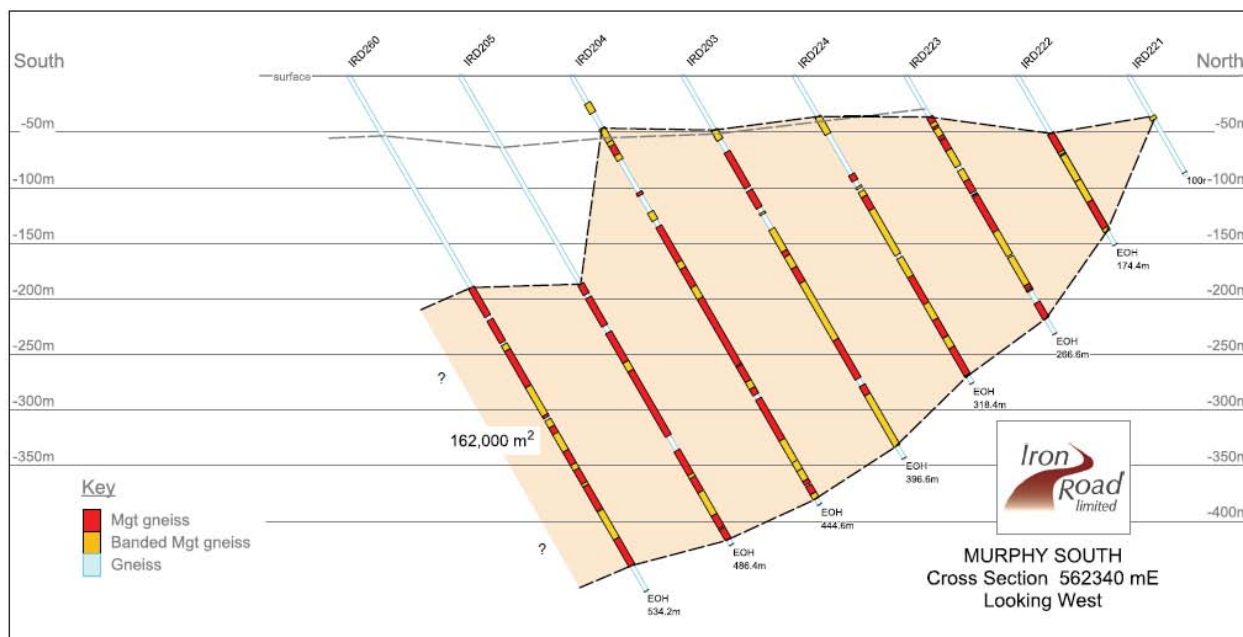 IRD260 IRD205 IRD204 IRD203 IRD224 IRD223 IRD222 IRD221
South North
surface
-50m -50m
-100m 100r -100m
-150m -150m
EOH
174.4m
-200m -200m
EOH
266.6m
-250m -250m
EOH
318.4m
-300m -300m
?
162,000 m²
-350m -350m
EOH
396.6m
EOH
444.6m
-400m
?
EOH
486.4m
EOH
534.2m
Key
Mgt gneiss
Banded Mgt gneiss
Gneiss
Iron
Road
limited
MURPHY SOUTH
Cross Section 562340 mE
Looking West